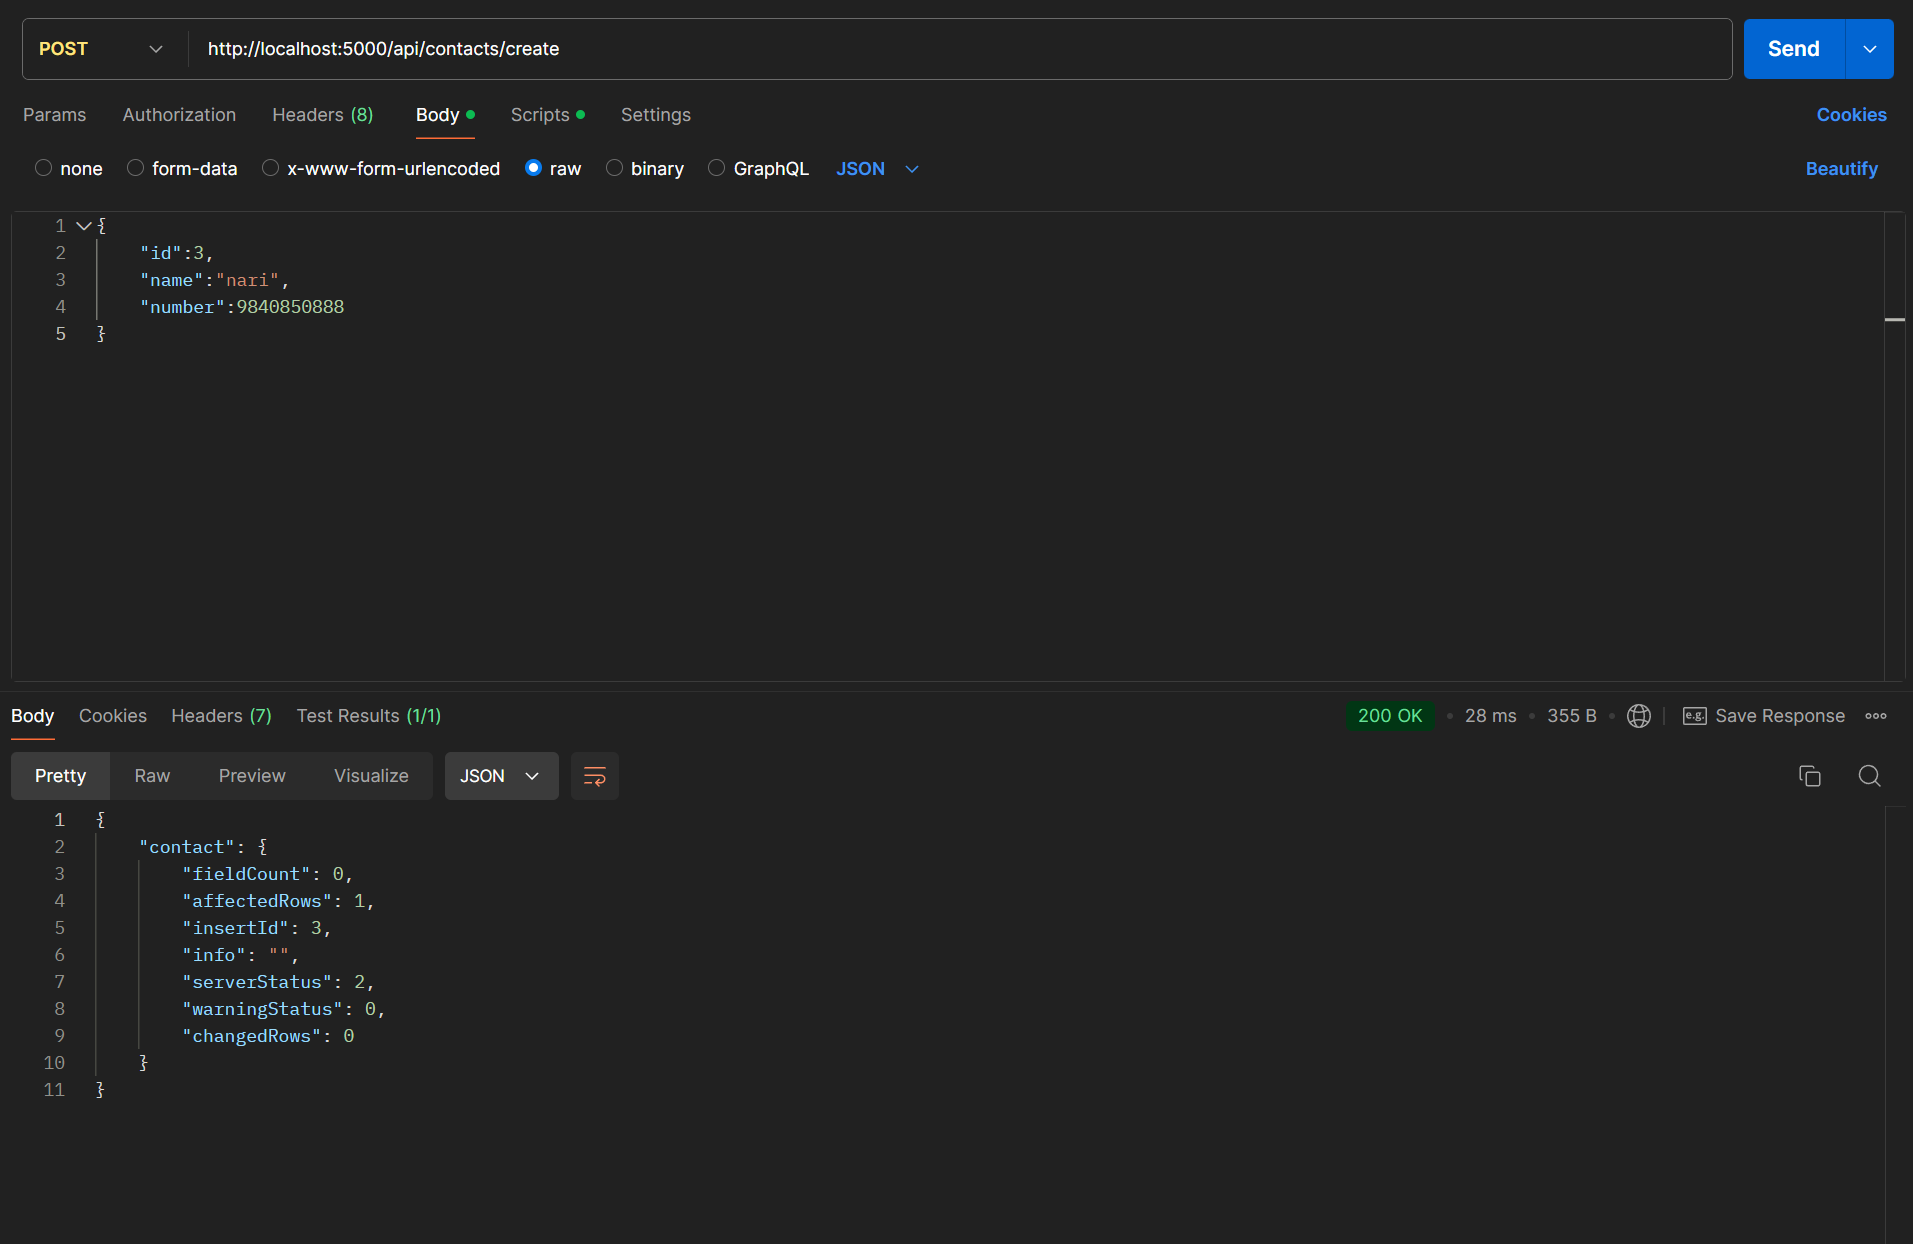 POST http://localhost:5000/api/contacts/create Send
Params Authorization Headers (8) Body Scripts Settings Cookies
none form-data x-www-form-urlencoded raw binary GraphQL JSON Beautify
1 {
2 "id":3,
3 "name":"nari",
4 "number":9840850888
5 }
Body Cookies Headers (7) Test Results (1/1) 200 OK 28 ms 355 B e.g. Save Response
Pretty Raw Preview Visualize JSON
1 {
2 "contact": {
3 "fieldCount": 0,
4 "affectedRows": 1,
5 "insertId": 3,
6 "info": "",
7 "serverStatus": 2,
8 "warningStatus": 0,
9 "changedRows": 0
10 }
11 }